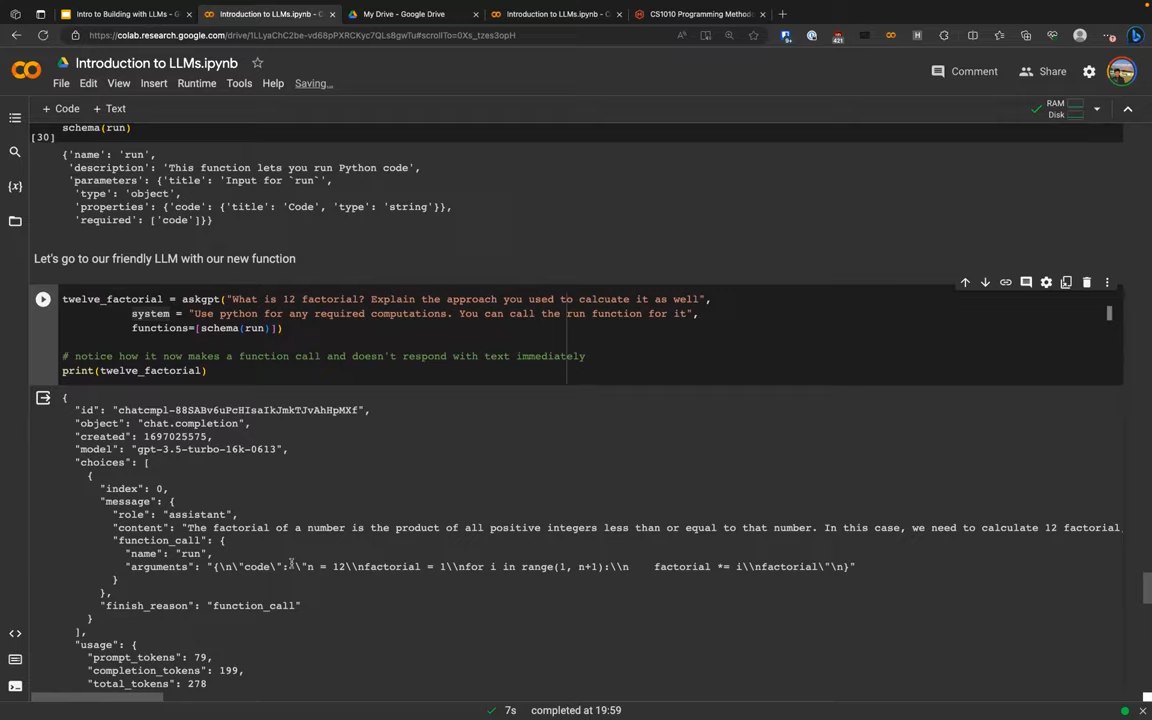 Intro to Building with LLMs - G
Introduction to LLMs.ipynb - C
My Drive - Google Drive
Introduction to LLMs.ipynb - C
CS1010 Programming Method
https://colab.research.google.com/drive/1LLyaChC2be-vd68pPXRCKyc7QLs8gwTu#scrollTo=0Xs_tzes3opH
421
Introduction to LLMs.ipynb
File Edit View Insert Runtime Tools Help Saving...
Comment
Share
+ Code + Text
RAM
Disk
schema(run)
[30]
{'name': 'run',
'description': 'This function lets you run Python code',
'parameters': {'title': 'Input for `run`',
'type': 'object',
'properties': {'code': {'title': 'Code', 'type': 'string'}},
'required': ['code']}}
Let's go to our friendly LLM with our new function
twelve_factorial = askgpt("What is 12 factorial? Explain the approach you used to calcuate it as well",
system = "Use python for any required computations. You can call the run function for it",
functions=[schema(run)])
# notice how it now makes a function call and doesn't respond with text immediately
print(twelve_factorial)
{
"id": "chatcmpl-88SABv6uPcHIsaIkJmkTJvAhHpMXf",
"object": "chat.completion",
"created": 1697025575,
"model": "gpt-3.5-turbo-16k-0613",
"choices": [
{
"index": 0,
"message": {
"role": "assistant",
"content": "The factorial of a number is the product of all positive integers less than or equal to that number. In this case, we need to calculate 12 factorial,
"function_call": {
"name": "run",
"arguments": "{\n\"code\": \"n = 12\\nfactorial = 1\\nfor i in range(1, n+1):\\n    factorial *= i\\nfactorial\"\n}"
}
},
"finish_reason": "function_call"
}
],
"usage": {
"prompt_tokens": 79,
"completion_tokens": 199,
"total_tokens": 278
7s completed at 19:59